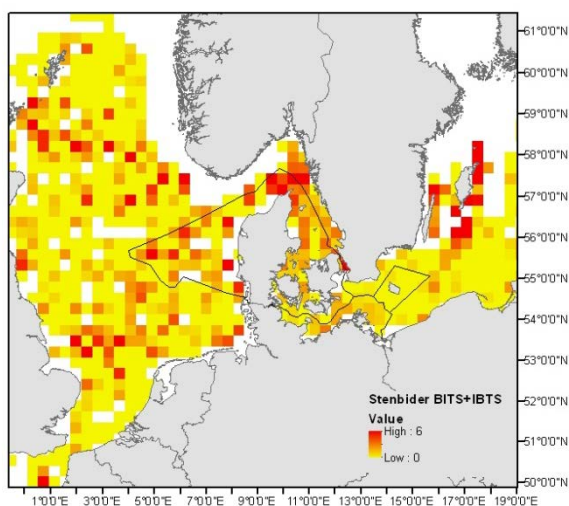 61°0'0"N
60°0'0"N
59°0'0"N
58°0'0"N
57°0'0"N
56°0'0"N
55°0'0"N
54°0'0"N
53°0'0"N
Stenbider BITS+IBTS
Value
High : 6
Low : 0
52°0'0"N
51°0'0"N
50°0'0"N
1°0'0"E 3°0'0"E 5°0'0"E 7°0'0"E 9°0'0"E 11°0'0"E 13°0'0"E 15°0'0"E 17°0'0"E 19°0'0"E